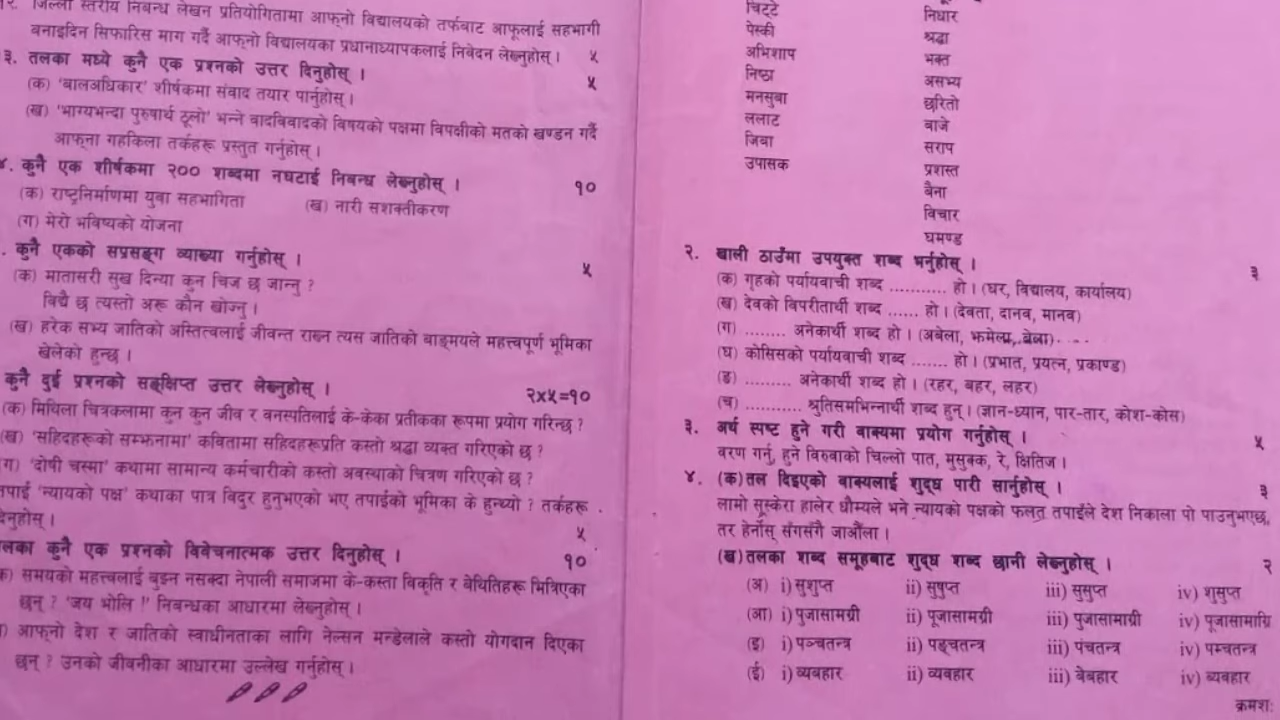 १२. जिल्ला स्तरीय निबन्ध लेखन प्रतियोगितामा आफ्नो विद्यालयको तर्फबाट आफूलाई सहभागी
बनाइदिन सिफारिस माग गर्दै आफ्नो विद्यालयका प्रधानाध्यापकलाई निवेदन लेख्नुहोस् । ५
३. तलका मध्ये कुनै एक प्रश्नको उत्तर दिनुहोस् । ५
(क) 'बालअधिकार' शीर्षकमा संवाद तयार पार्नुहोस् ।
(ख) 'भाग्यभन्दा पुरुषार्थ ठूलो' भन्ने वादविवादको विषयको पक्षमा विपक्षीको मतको खण्डन गर्दै
आफ्ना गहकिला तर्कहरू प्रस्तुत गर्नुहोस् ।
४. कुनै एक शीर्षकमा २०० शब्दमा नघटाई निबन्ध लेख्नुहोस् । १०
(क) राष्ट्रनिर्माणमा युवा सहभागिता (ख) नारी सशक्तीकरण
(ग) मेरो भविष्यको योजना
. कुनै एकको सप्रसङ्ग व्याख्या गर्नुहोस् । ५
(क) मातासरी सुख दिन्या कुन चिज छ जान्नु ?
विद्यै छ त्यस्तो अरू कौन खोज्नु ।
(ख) हरेक सभ्य जातिको अस्तित्वलाई जीवन्त राख्न त्यस जातिको वाङ्मयले महत्त्वपूर्ण भूमिका
खेलेको हुन्छ ।
कुनै दुई प्रश्नको सङ्क्षिप्त उत्तर लेख्नुहोस् । २×५=१०
(क) मिथिला चित्रकलामा कुन कुन जीव र वनस्पतिलाई के-केका प्रतीकका रूपमा प्रयोग गरिन्छ ?
(ख) 'सहिदहरूको सम्झनामा' कवितामा सहिदहरूप्रति कस्तो श्रद्धा व्यक्त गरिएको छ ?
ग) 'दोषी चस्मा' कथामा सामान्य कर्मचारीको कस्तो अवस्थाको चित्रण गरिएको छ ?
तपाईं 'न्यायको पक्ष' कथाका पात्र विदुर हुनुभएको भए तपाईंको भूमिका के हुन्थ्यो ? तर्कहरू
देनुहोस् । ५
लका कुनै एक प्रश्नको विवेचनात्मक उत्तर दिनुहोस् । १०
क) समयको महत्त्वलाई बुझ्न नसक्दा नेपाली समाजमा के-कस्ता विकृति र बेथितिहरू भित्रिएका
छन् ? 'जय भोलि !' निबन्धका आधारमा लेख्नुहोस् ।
) आफ्नो देश र जातिको स्वाधीनताका लागि नेल्सन मन्डेलाले कस्तो योगदान दिएका
छन् ? उनको जीवनीका आधारमा उल्लेख गर्नुहोस् ।
चिट्टे निधार
पेस्की श्रद्धा
अभिशाप भक्त
निष्ठा असभ्य
मनसुबा छरितो
ललाट बाजे
जिबा सराप
उपासक प्रशस्त
बैना
विचार
घमण्ड
२. खाली ठाउँमा उपयुक्त शब्द भर्नुहोस् । ३
(क) गृहको पर्यायवाची शब्द ........... हो । (घर, विद्यालय, कार्यालय)
(ख) देवको विपरीतार्थी शब्द ...... हो । (देवता, दानव, मानव)
(ग) ........ अनेकार्थी शब्द हो । (अबेला, झमेला, बेला)
(घ) कोसिसको पर्यायवाची शब्द ....... हो । (प्रभात, प्रयत्न, प्रकाण्ड)
(ङ) ......... अनेकार्थी शब्द हो । (रहर, बहर, लहर)
(च) ........... श्रुतिसमभिन्नार्थी शब्द हुन् । (ज्ञान-ध्यान, पार-तार, कोश-कोस)
३. अर्थ स्पष्ट हुने गरी वाक्यमा प्रयोग गर्नुहोस् । ५
वरण गर्नु, हुने विरुवाको चिल्लो पात, मुसुक्क, रे, क्षितिज ।
४. (क) तल दिइएको वाक्यलाई शुद्ध पारी सार्नुहोस् । ३
लामो सूस्केरा हालेर धौम्यले भने न्यायको पक्षको फलत तपाईंले देश निकाला पो पाउनुभएछ,
तर हेर्नोस् सँगसँगै जाऔँला ।
(ख) तलका शब्द समूहबाट शुद्ध शब्द छानी लेख्नुहोस् । २
(अ) i) सुशुप्त ii) सुषुप्त iii) सुसुप्त iv) शुसुप्त
(आ) i) पुजासामग्री ii) पूजासामग्री iii) पुजासामाग्री iv) पूजासामाग्रि
(इ) i) पञ्चतन्त्र ii) पङ्चतन्त्र iii) पंचतन्त्र iv) पम्चतन्त्र
(ई) i) व्यबहार ii) व्यवहार iii) बेबहार iv) ब्यवहार
क्रमशः